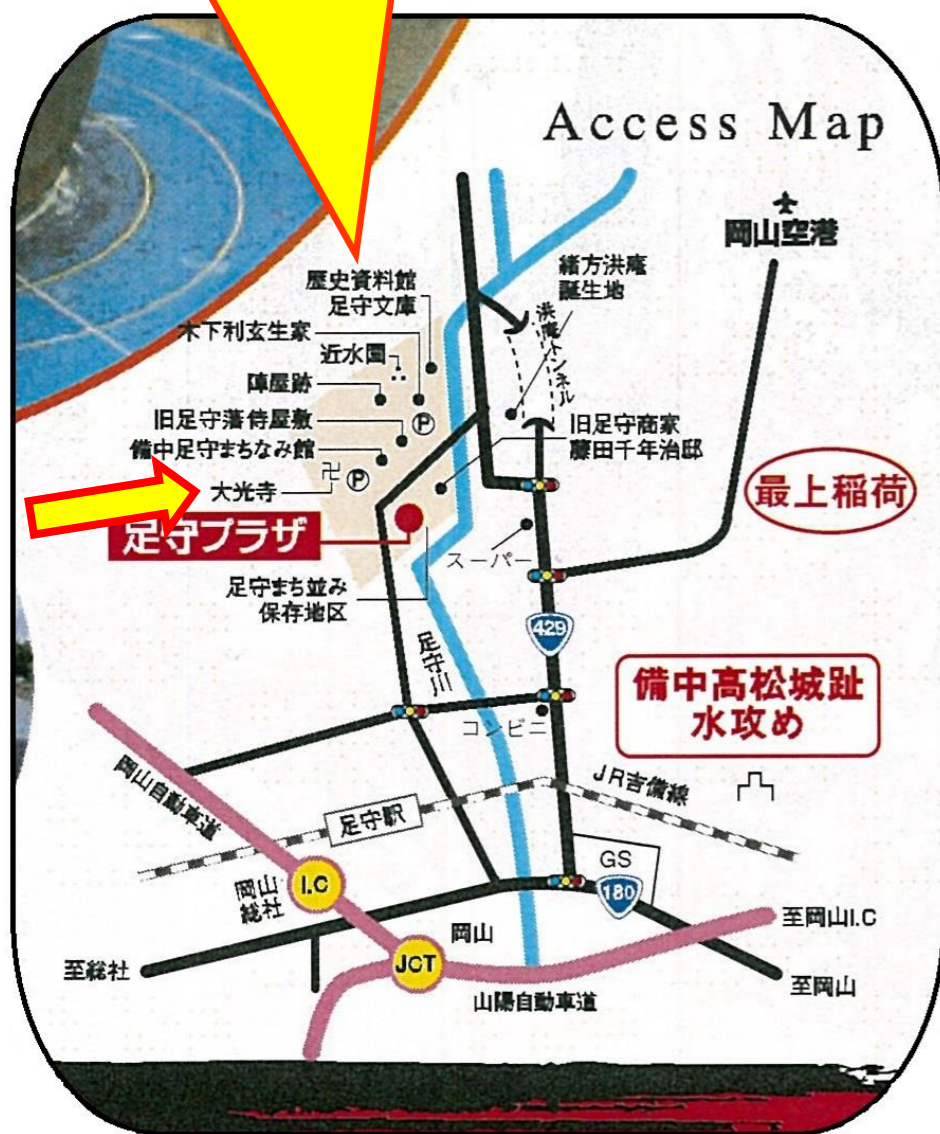 Access Map
岡山空港
緒方洪庵
誕生地
歴史資料館
足守文庫
洪庵トンネル
木下利玄生家
近水園
陣屋跡
旧足守藩侍屋敷
P
旧足守商家
藤田千年治邸
備中足守まちなみ館
卍
P
大光寺
最上稲荷
足守プラザ
スーパー
足守まち並み
保存地区
429
足守川
備中高松城趾
水攻め
コンビニ
JR吉備線
岡山自動車道
足守駅
GS
岡山
総社
I.C
180
岡山
至岡山I.C
至総社
JCT
至岡山
山陽自動車道